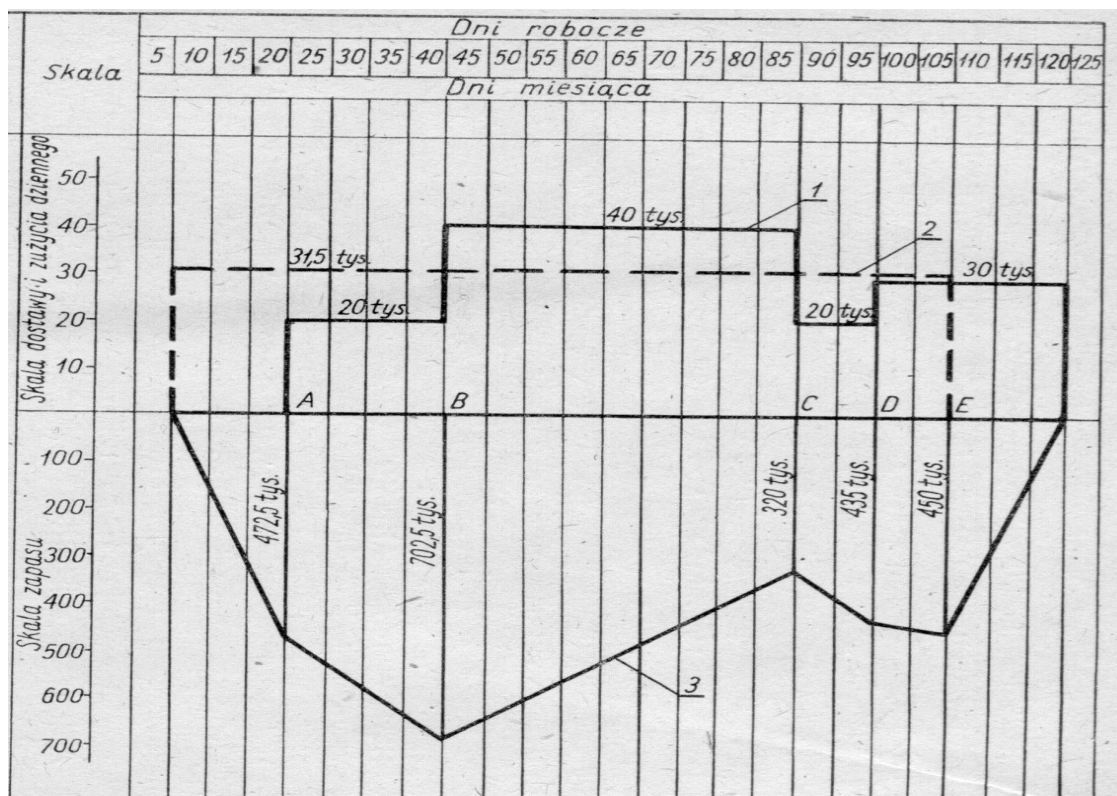 Skala
Dni robocze
5 10 15 20 25 30 35 40 45 50 55 60 65 70 75 80 85 90 95 100 105 110 115 120 125
Dni miesiąca
Skala dostawy i zużycia dziennego
50
40
30
20
10
1
40 tys.
2
31,5 tys.
30 tys
20 tys.
20 tys.
A B C D E
Skala zapasu
100
200
300
400
500
600
700
472,5 tys.
702,5 tys.
320 tys.
435 tys.
450 tys.
3